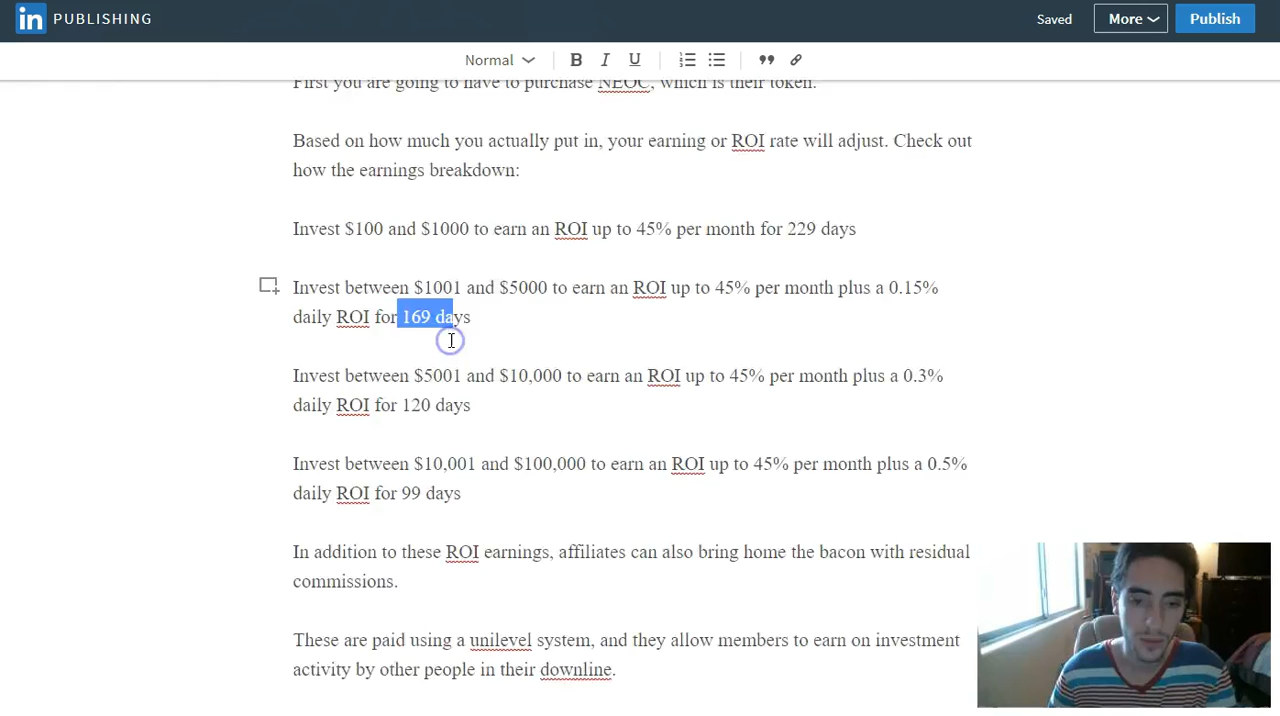 in PUBLISHING
Saved
More
Publish
Normal
B
I
U
First you are going to have to purchase NEOC, which is their token.
Based on how much you actually put in, your earning or ROI rate will adjust. Check out
how the earnings breakdown:
Invest $100 and $1000 to earn an ROI up to 45% per month for 229 days
Invest between $1001 and $5000 to earn an ROI up to 45% per month plus a 0.15%
daily ROI for 169 days
Invest between $5001 and $10,000 to earn an ROI up to 45% per month plus a 0.3%
daily ROI for 120 days
Invest between $10,001 and $100,000 to earn an ROI up to 45% per month plus a 0.5%
daily ROI for 99 days
In addition to these ROI earnings, affiliates can also bring home the bacon with residual
commissions.
These are paid using a unilevel system, and they allow members to earn on investment
activity by other people in their downline.